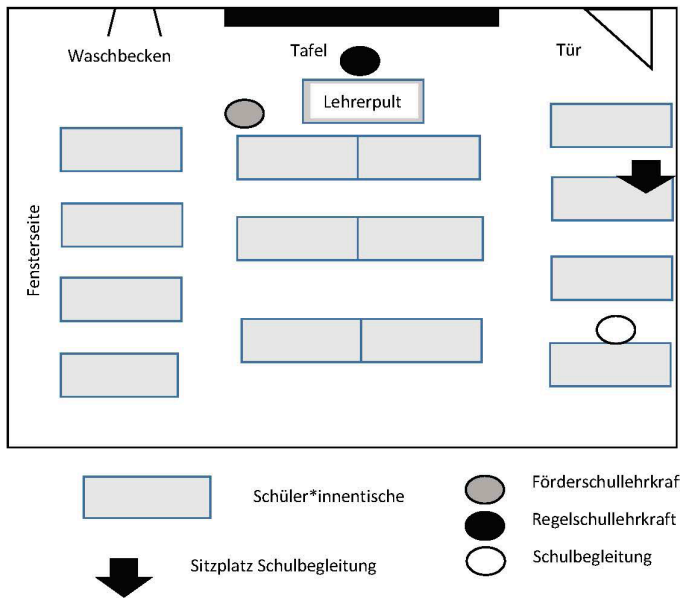 Waschbecken
Tafel
Tür
Lehrerpult
Fensterseite
Schüler*innentische
Sitzplatz Schulbegleitung
Förderschullehrkraf
Regelschullehrkraft
Schulbegleitung